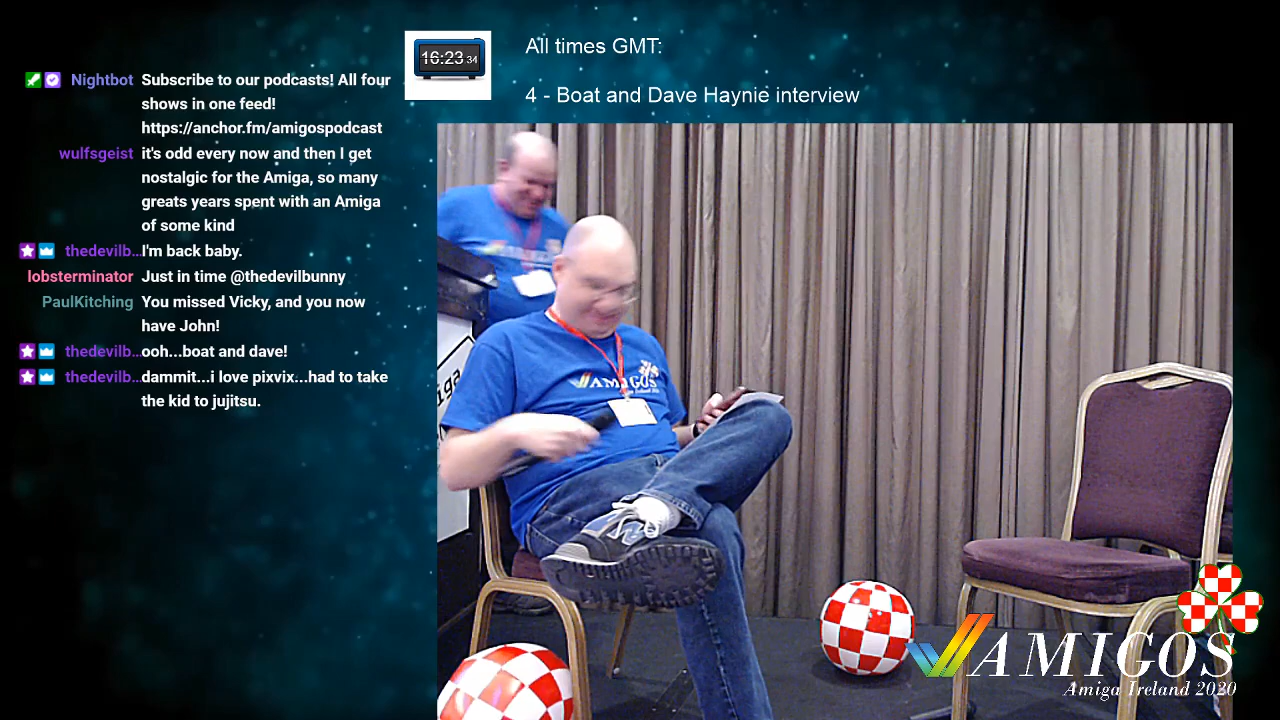 16:23 34
All times GMT:
4 - Boat and Dave Haynie interview
Nightbot Subscribe to our podcasts! All four
shows in one feed!
https://anchor.fm/amigospodcast
wulfsgeist it's odd every now and then I get
nostalgic for the Amiga, so many
greats years spent with an Amiga
of some kind
thedevilb... I'm back baby.
lobsterminator Just in time @thedevilbunny
PaulKitching You missed Vicky, and you now
have John!
thedevilb... ooh...boat and dave!
thedevilb... dammit...i love pixvix...had to take
the kid to jujitsu.
AMIGOS
AMIGOS
Amiga Ireland 2020